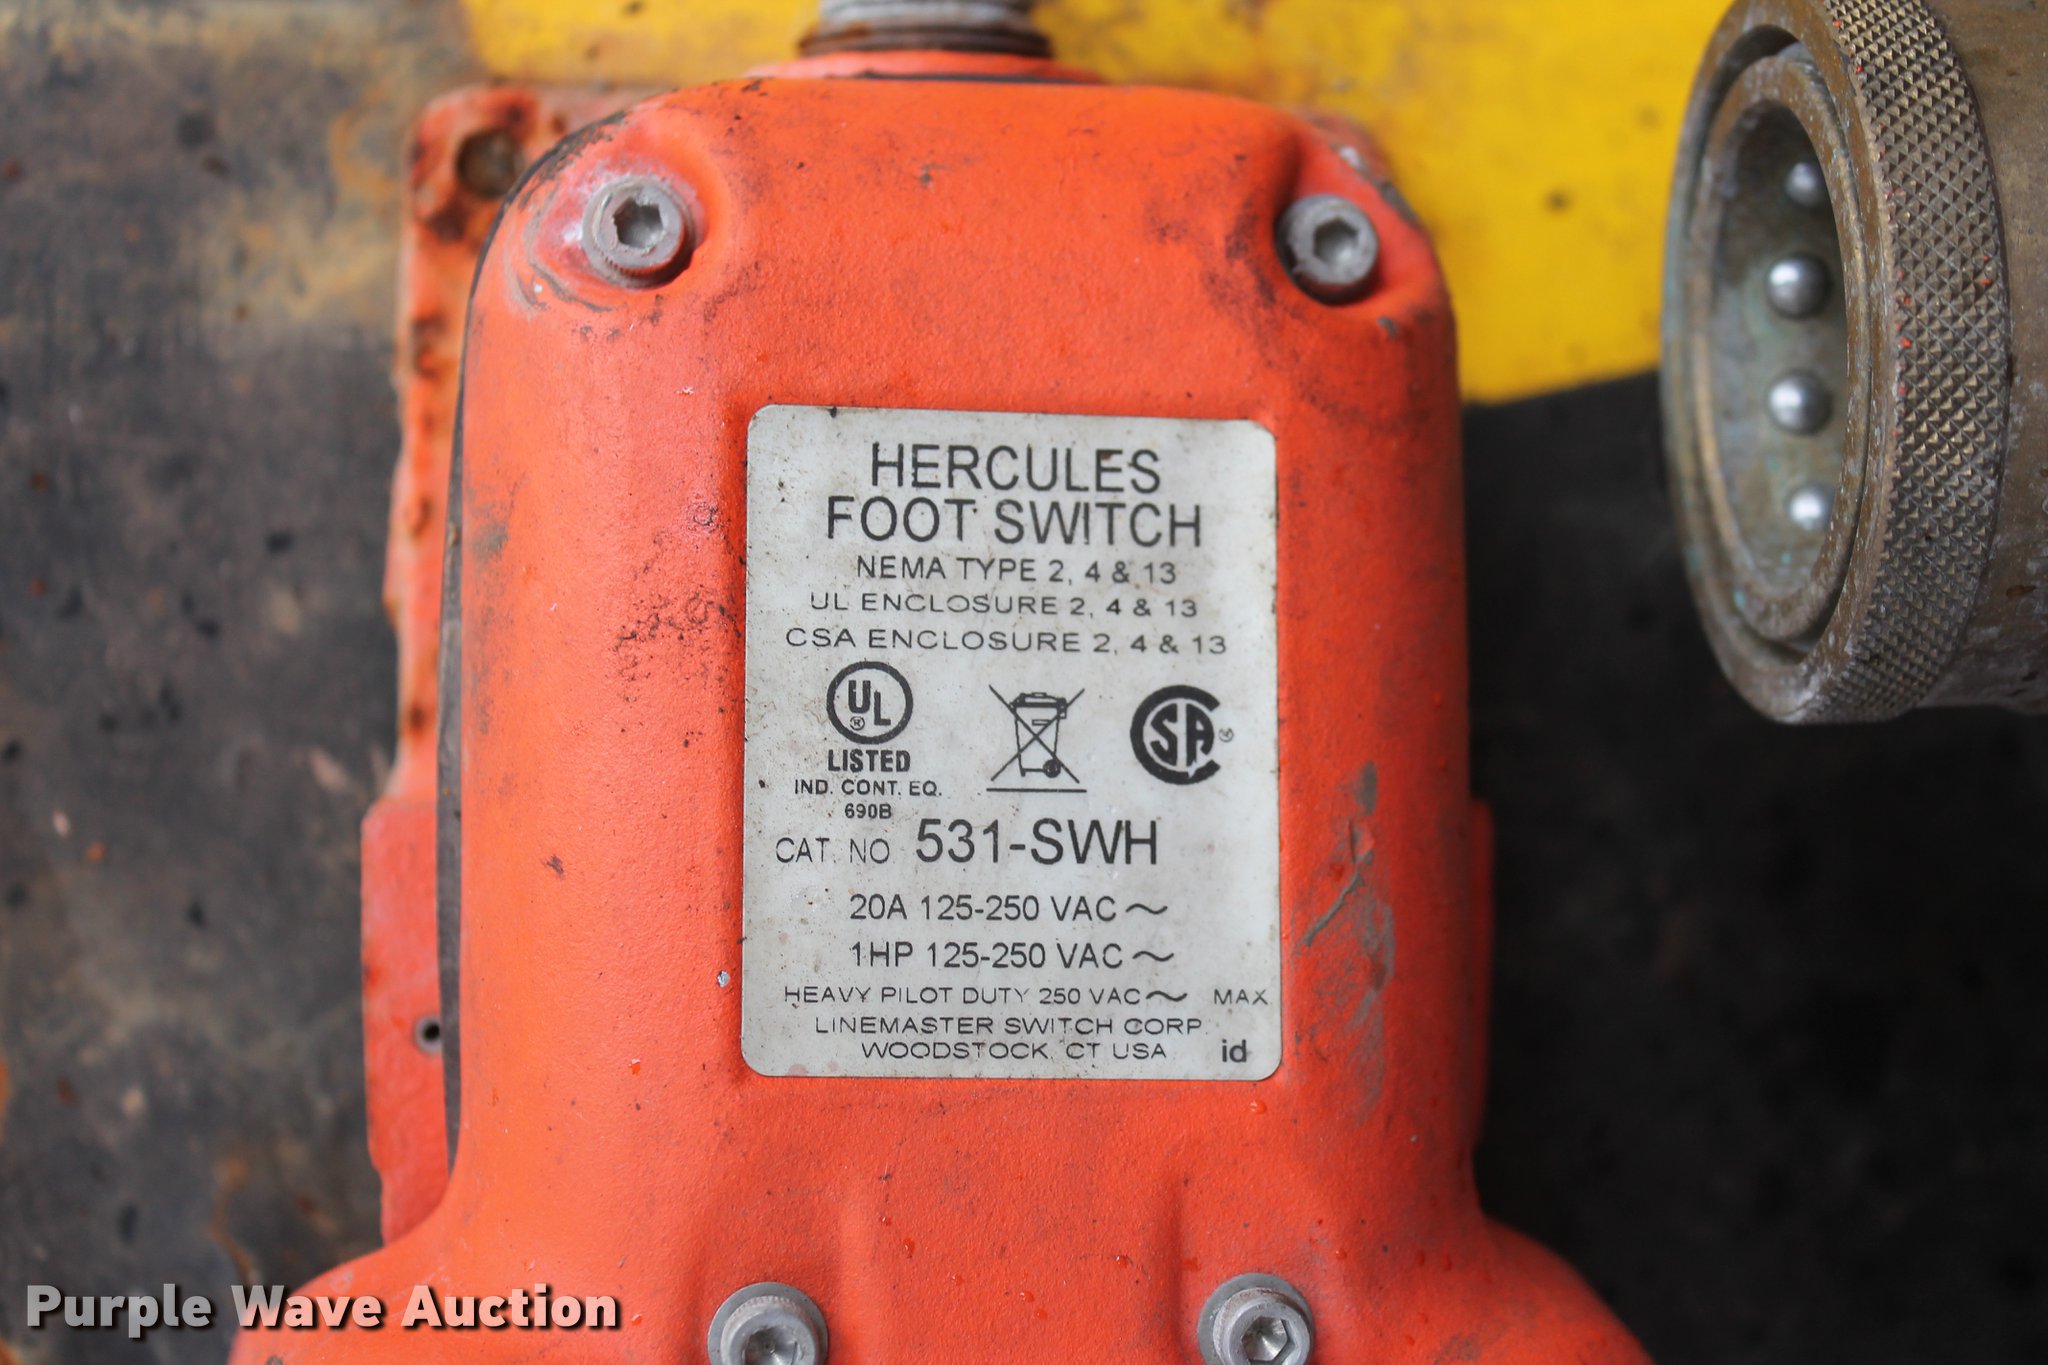 HERCULES
FOOT SWITCH
NEMA TYPE 2, 4 & 13
UL ENCLOSURE 2, 4 & 13
CSA ENCLOSURE 2, 4 & 13
UL ®
LISTED
IND. CONT. EQ.
690B
SA ®
CAT. NO 531-SWH
20A 125-250 VAC ~
1HP 125-250 VAC ~
HEAVY PILOT DUTY 250 VAC ~ MAX
LINEMASTER SWITCH CORP.
WOODSTOCK, CT USA id
Purple Wave Auction